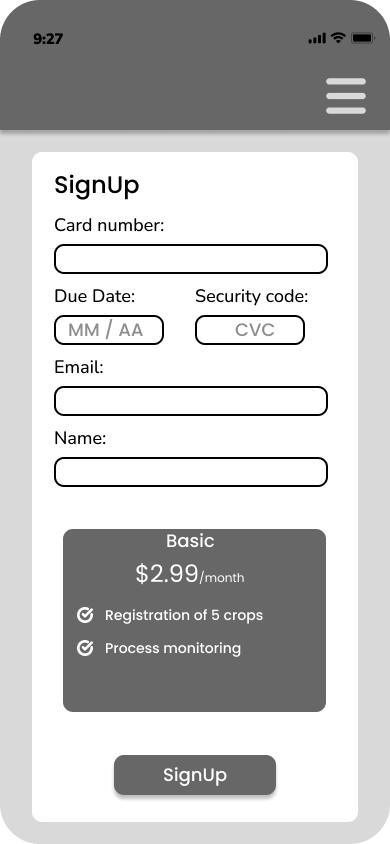 9:27
SignUp
Card number:
Due Date: Security code:
MM / AA CVC
Email:
Name:
Basic
$2.99/month
Registration of 5 crops
Process monitoring
SignUp